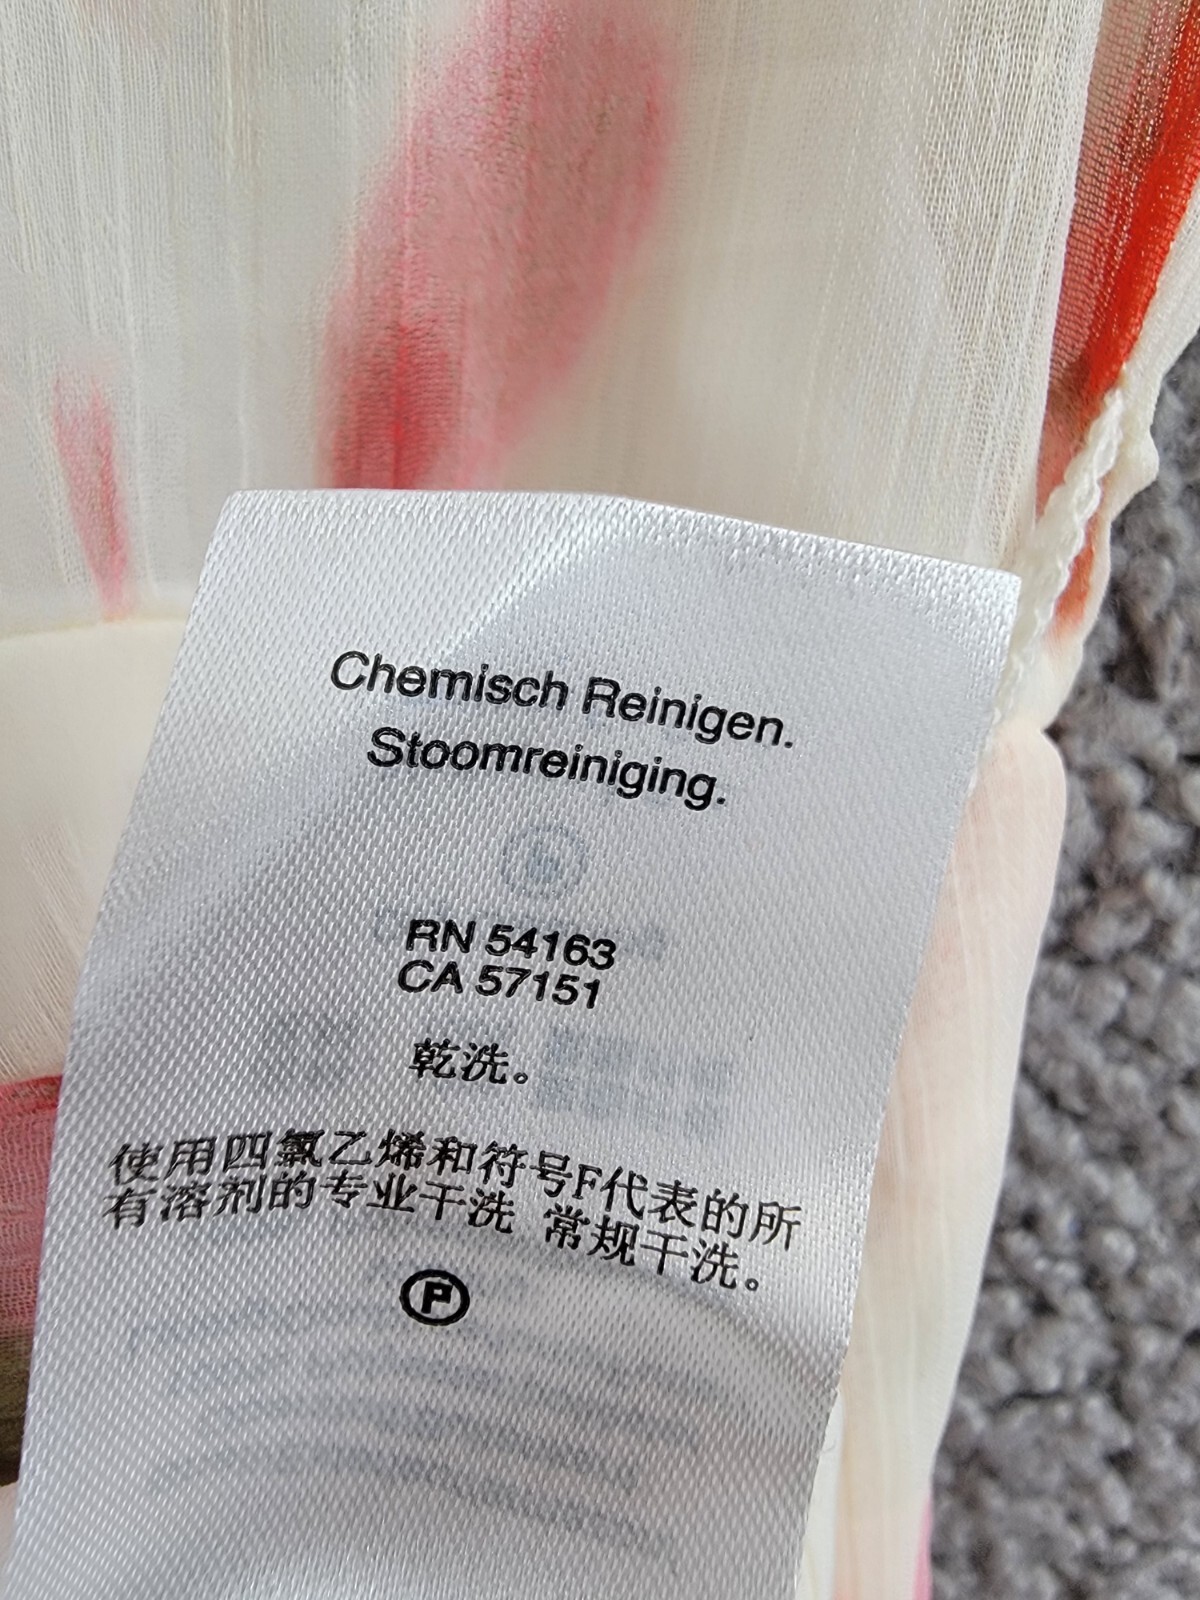 Chemisch Reinigen.
Stoomreiniging.
RN 54163
CA 57151
乾洗。
使用四氯乙烯和符号F代表的所
有溶剂的专业干洗 常规干洗。
P